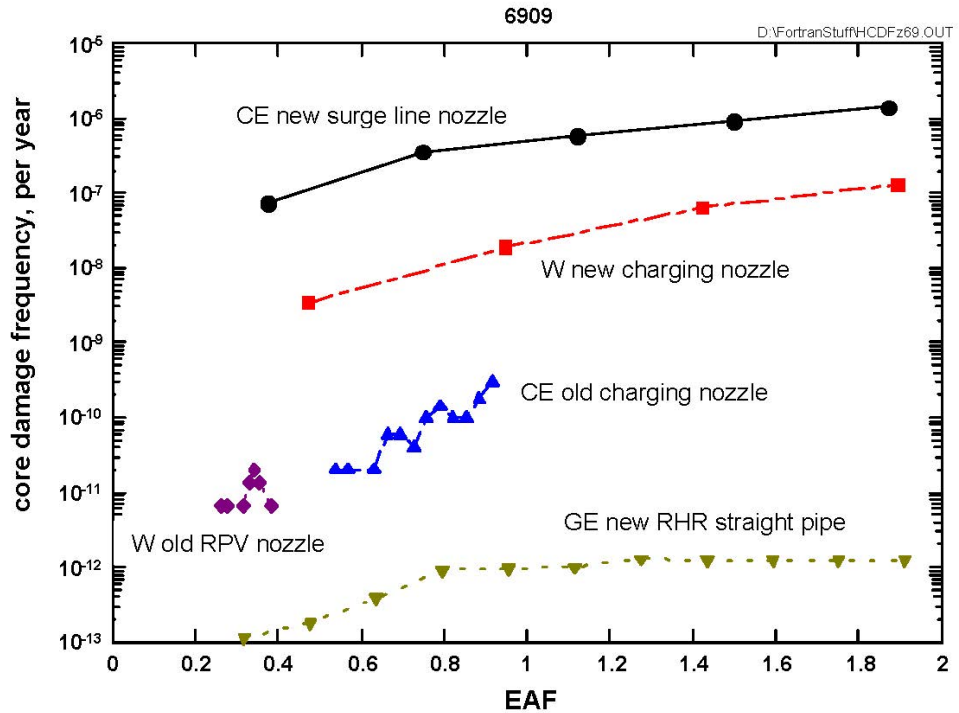 6909
D:\FortranStuff\HCDFz69.OUT
core damage frequency, per year
10-5
10-6
10-7
10-8
10-9
10-10
10-11
10-12
10-13
CE new surge line nozzle
W new charging nozzle
CE old charging nozzle
W old RPV nozzle
GE new RHR straight pipe
0 0.2 0.4 0.6 0.8 1 1.2 1.4 1.6 1.8 2
EAF